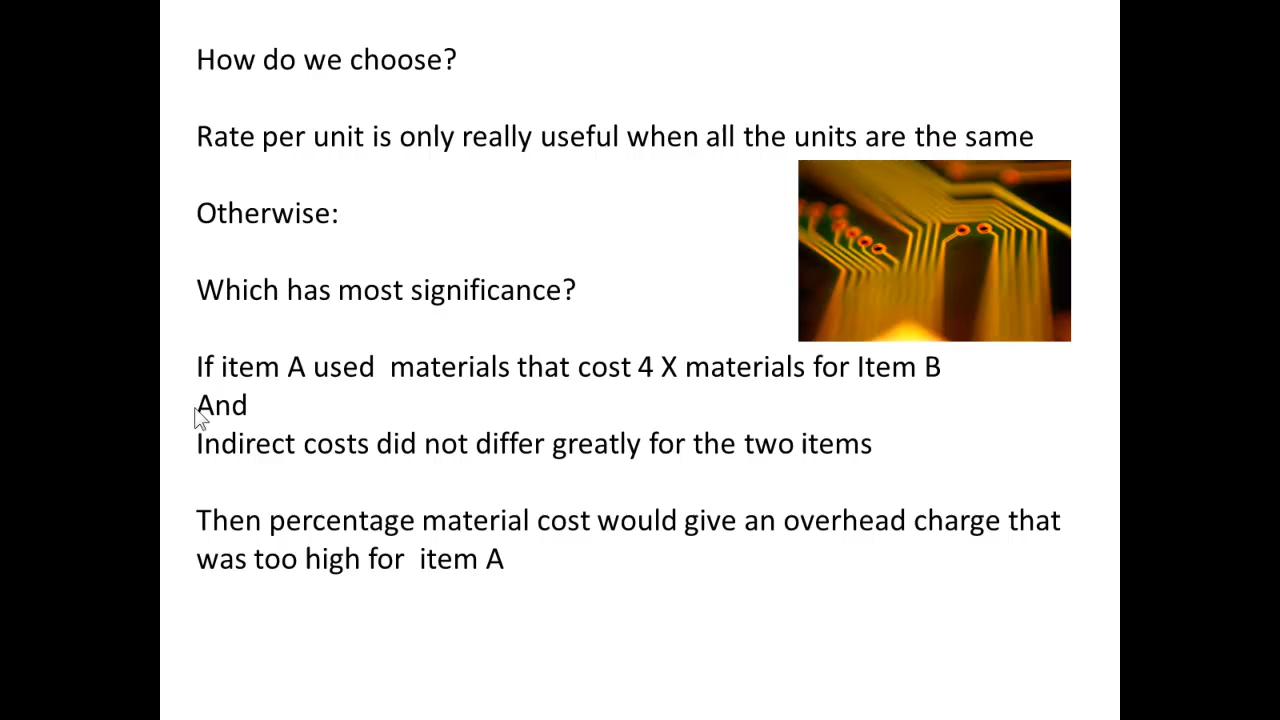 How do we choose?
Rate per unit is only really useful when all the units are the same
Otherwise:
Which has most significance?
If item A used  materials that cost 4 X materials for Item B
And
Indirect costs did not differ greatly for the two items
Then percentage material cost would give an overhead charge that
was too high for  item A